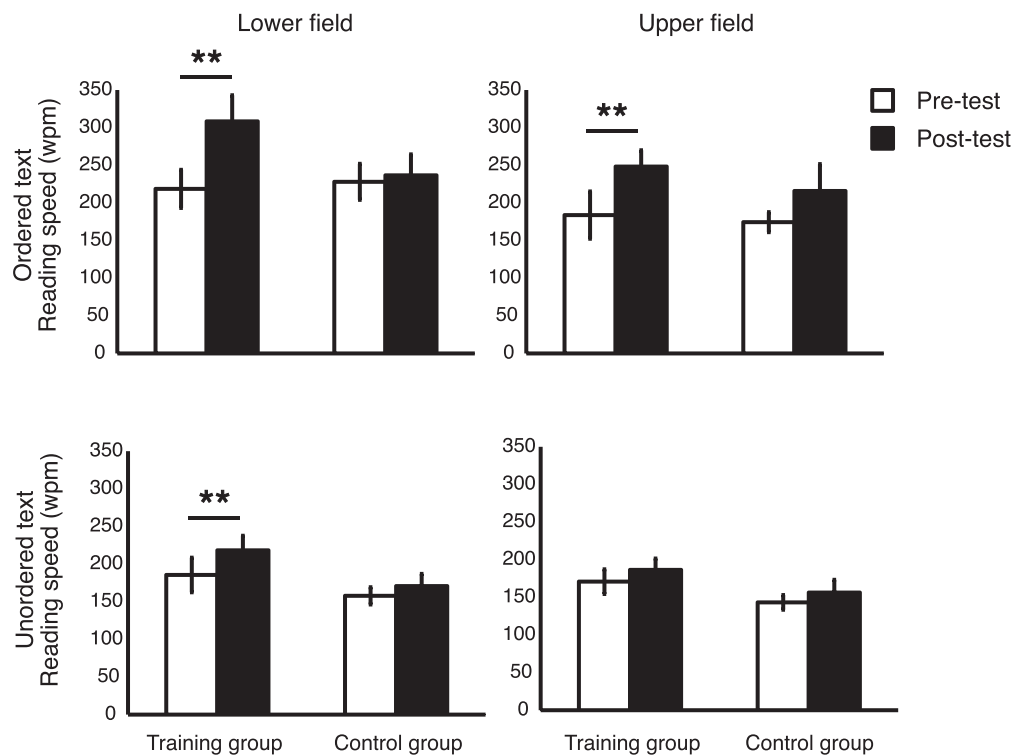 Lower field
Upper field
**
**
Pre-test
Post-test
Ordered text
Reading speed (wpm)
350
300
250
200
150
100
50
0
350
300
250
200
150
100
50
0
**
Unordered text
Reading speed (wpm)
350
300
250
200
150
100
50
0
350
300
250
200
150
100
50
0
Training group
Control group
Training group
Control group